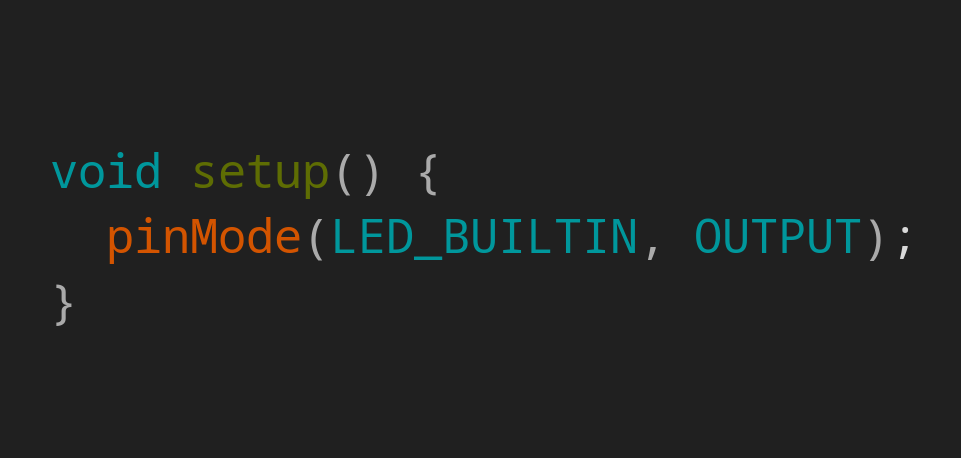 void setup() {
  pinMode(LED_BUILTIN, OUTPUT);
}